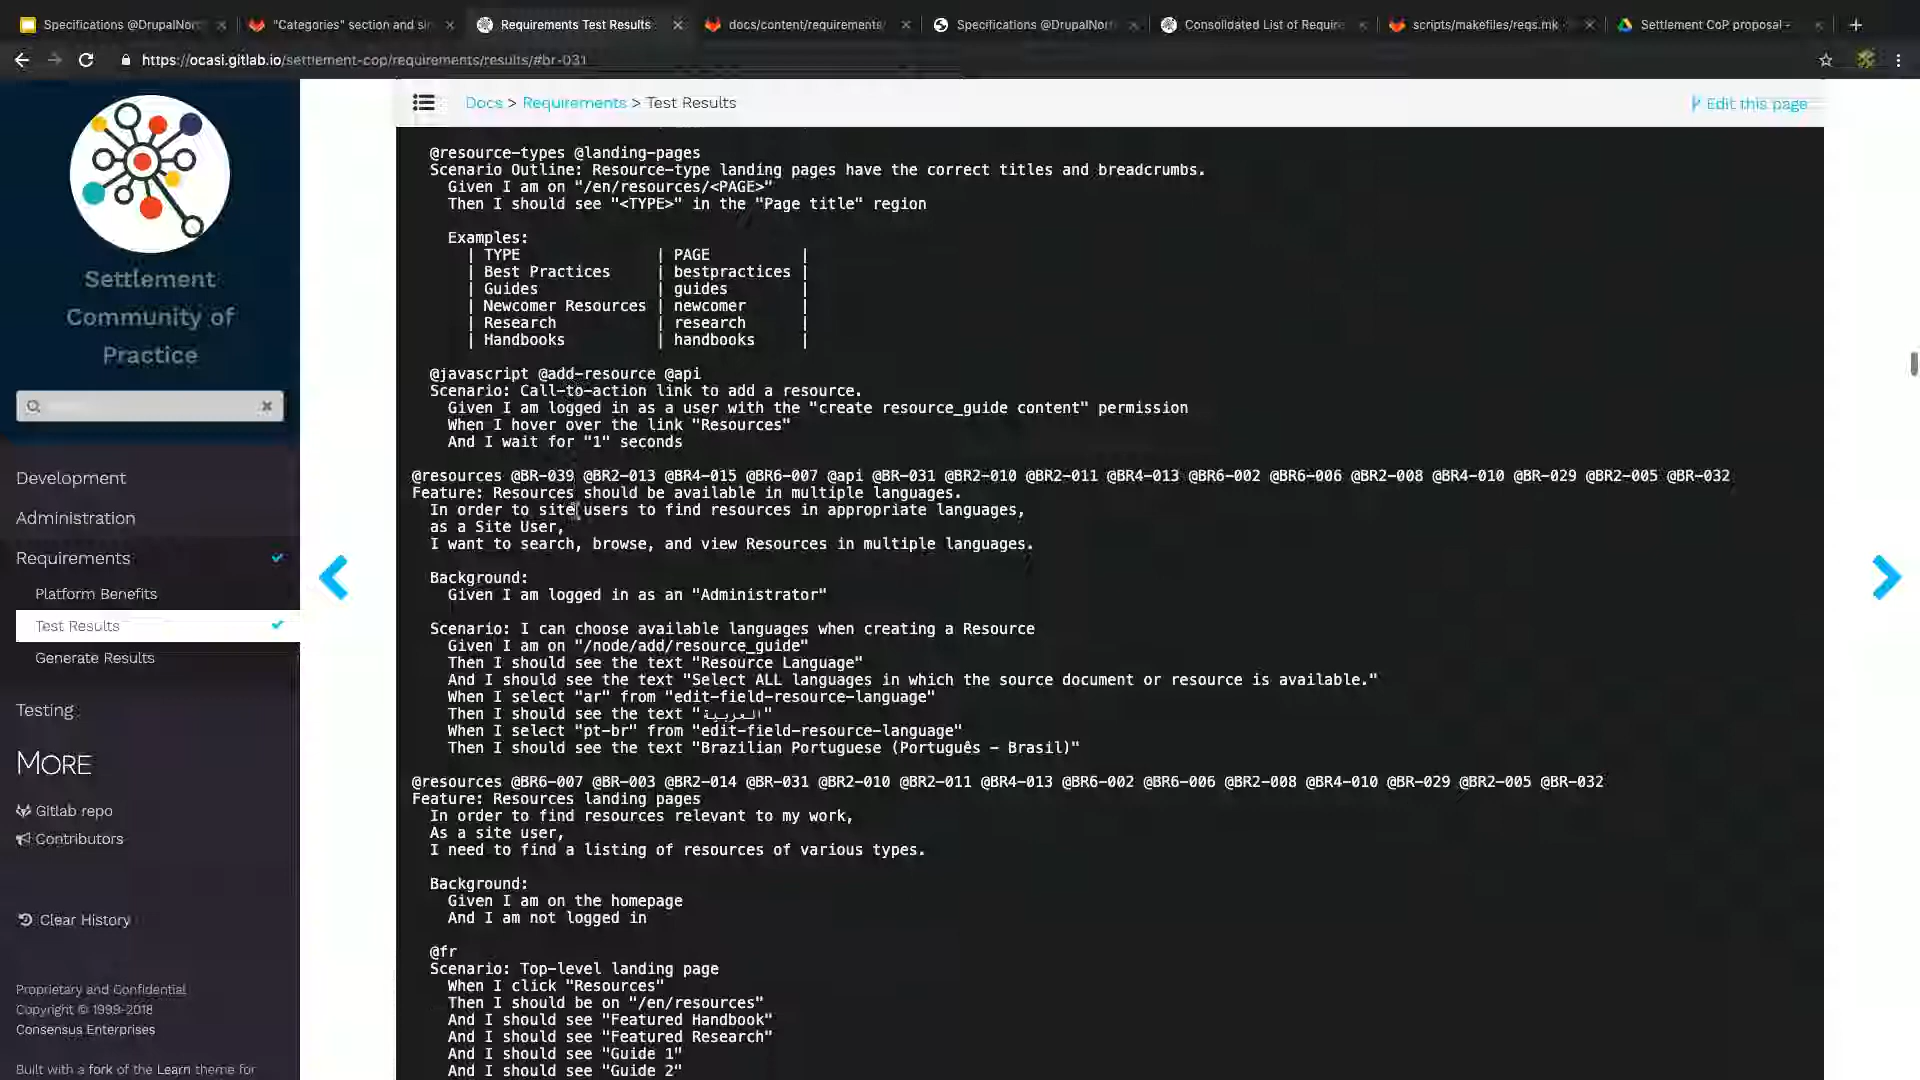 Specifications @DrupalNor
"Categories" section and si
Requirements Test Results
docs/content/requirements
Specifications @DrupalNor
Consolidated List of Require
scripts/makefiles/reqs.mk
Settlement CoP proposal -
https://ocasi.gitlab.io/settlement-cop/requirements/results/#br-031
Docs > Requirements > Test Results
Edit this page
Settlement
Community of
Practice
Development
Administration
Requirements
Platform Benefits
Test Results
Generate Results
Testing
MORE
Gitlab repo
Contributors
Clear History
Proprietary and Confidential
Copyright © 1999-2018
Consensus Enterprises
Built with a fork of the Learn theme for
@resource-types @landing-pages
Scenario Outline: Resource-type landing pages have the correct titles and breadcrumbs.
Given I am on "/en/resources/<PAGE>"
Then I should see "<TYPE>" in the "Page title" region
Examples:
| TYPE | PAGE |
| Best Practices | bestpractices |
| Guides | guides |
| Newcomer Resources | newcomer |
| Research | research |
| Handbooks | handbooks |
@javascript @add-resource @api
Scenario: Call-to-action link to add a resource.
Given I am logged in as a user with the "create resource_guide content" permission
When I hover over the link "Resources"
And I wait for "1" seconds
@resources @BR-039 @BR2-013 @BR4-015 @BR6-007 @api @BR-031 @BR2-010 @BR2-011 @BR4-013 @BR6-002 @BR6-006 @BR2-008 @BR4-010 @BR-029 @BR2-005 @BR-032
Feature: Resources should be available in multiple languages.
In order to site users to find resources in appropriate languages,
as a Site User,
I want to search, browse, and view Resources in multiple languages.
Background:
Given I am logged in as an "Administrator"
Scenario: I can choose available languages when creating a Resource
Given I am on "/node/add/resource_guide"
Then I should see the text "Resource Language"
And I should see the text "Select ALL languages in which the source document or resource is available."
When I select "ar" from "edit-field-resource-language"
Then I should see the text "العربية"
When I select "pt-br" from "edit-field-resource-language"
Then I should see the text "Brazilian Portuguese (Português - Brasil)"
@resources @BR6-007 @BR-003 @BR2-014 @BR-031 @BR2-010 @BR2-011 @BR4-013 @BR6-002 @BR6-006 @BR2-008 @BR4-010 @BR-029 @BR2-005 @BR-032
Feature: Resources landing pages
In order to find resources relevant to my work,
As a site user,
I need to find a listing of resources of various types.
Background:
Given I am on the homepage
And I am not logged in
@fr
Scenario: Top-level landing page
When I click "Resources"
Then I should be on "/en/resources"
And I should see "Featured Handbook"
And I should see "Featured Research"
And I should see "Guide 1"
And I should see "Guide 2"